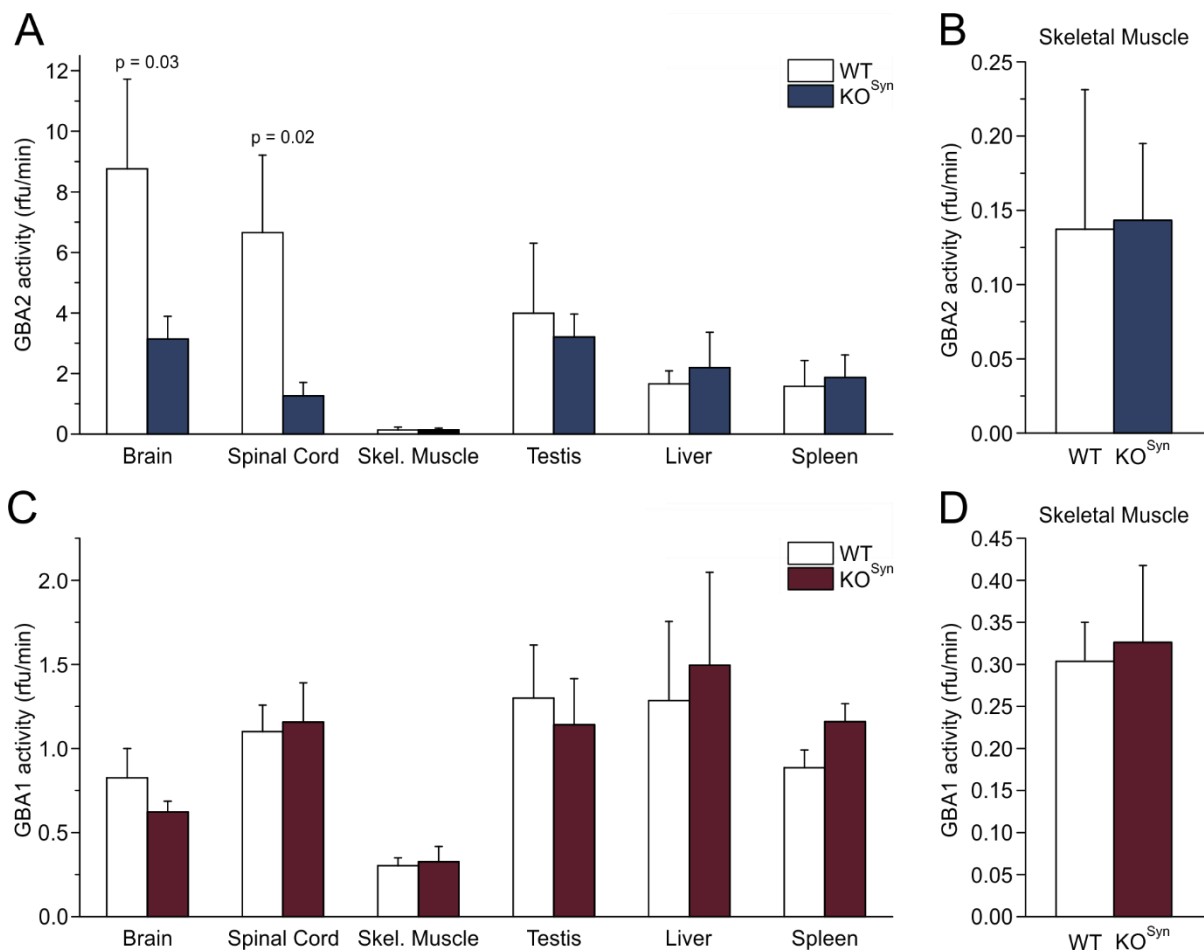 A
GBA2 activity (rfu/min)
12
10
8
6
4
2
0
p = 0.03
p = 0.02
WT
KO^Syn
Brain Spinal Cord Skel. Muscle Testis Liver Spleen
B
Skeletal Muscle
GBA2 activity (rfu/min)
0.25
0.20
0.15
0.10
0.05
0.00
WT KO^Syn
C
GBA1 activity (rfu/min)
2.0
1.5
1.0
0.5
0.0
WT
KO^Syn
Brain Spinal Cord Skel. Muscle Testis Liver Spleen
D
Skeletal Muscle
GBA1 activity (rfu/min)
0.45
0.40
0.35
0.30
0.25
0.20
0.15
0.10
0.05
0.00
WT KO^Syn